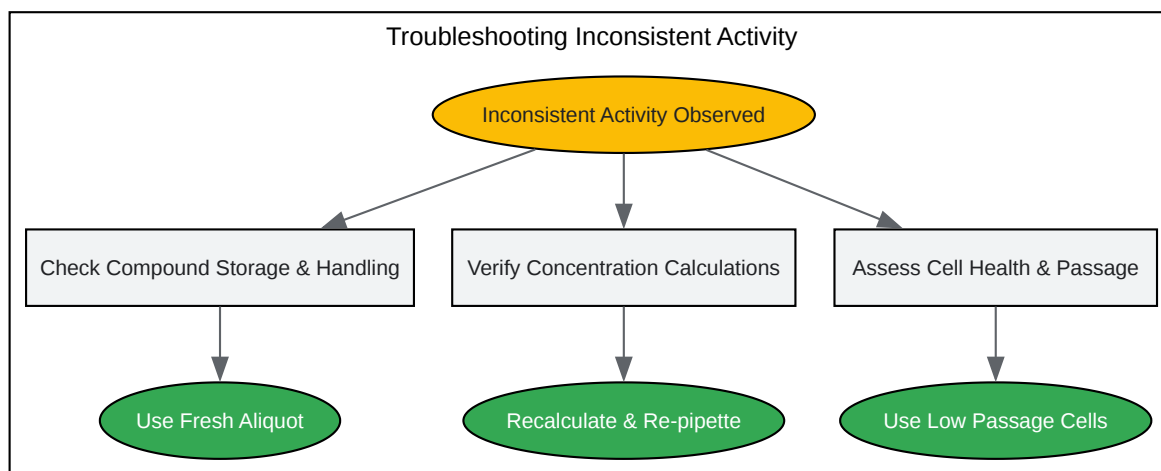 Troubleshooting Inconsistent Activity
Inconsistent Activity Observed
Check Compound Storage & Handling
Verify Concentration Calculations
Assess Cell Health & Passage
Use Fresh Aliquot
Recalculate & Re-pipette
Use Low Passage Cells